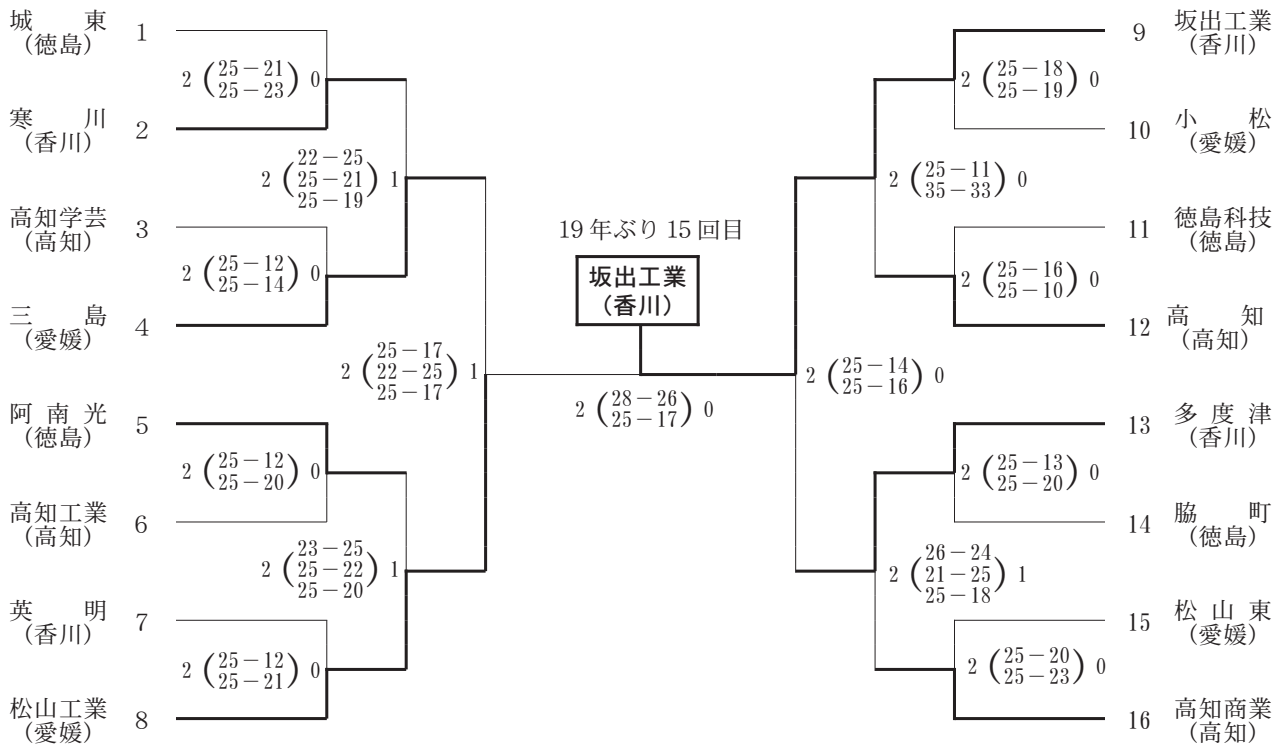 城東 1
(徳島)
2 (25-21 25-23) 0
寒川 2
(香川)
2 (22-25 25-21 25-19) 1
高知学芸 3
(高知)
2 (25-12 25-14) 0
三島 4
(愛媛)
2 (25-17 22-25 25-17) 1
阿南光 5
(徳島)
2 (25-12 25-20) 0
高知工業 6
(高知)
2 (23-25 25-22 25-20) 1
英明 7
(香川)
2 (25-12 25-21) 0
松山工業 8
(愛媛)
19年ぶり15回目
坂出工業
(香川)
2 (28-26 25-17) 0
9 坂出工業
(香川)
2 (25-18 25-19) 0
10 小松
(愛媛)
2 (25-11 35-33) 0
11 徳島科技
(徳島)
2 (25-16 25-10) 0
12 高知
(高知)
2 (25-14 25-16) 0
13 多度津
(香川)
2 (25-13 25-20) 0
14 脇町
(徳島)
2 (26-24 21-25 25-18) 1
15 松山東
(愛媛)
2 (25-20 25-23) 0
16 高知商業
(高知)